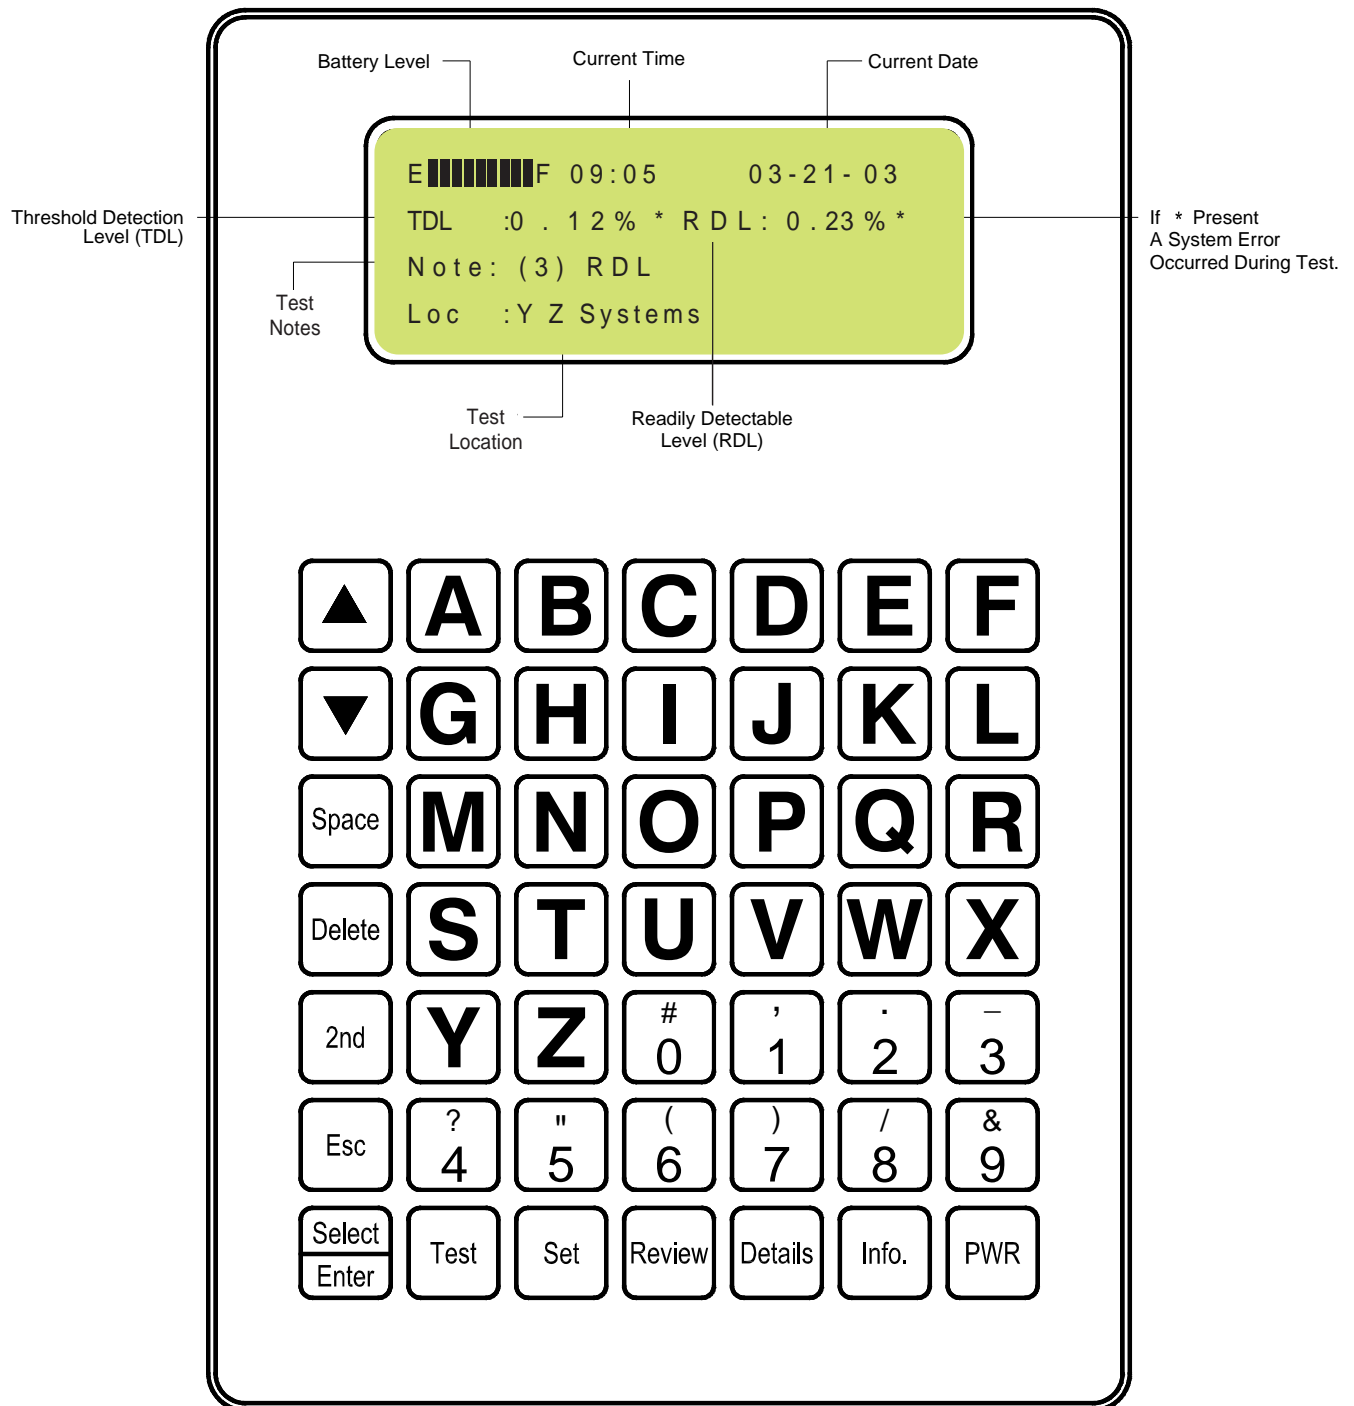 Battery Level
Current Time
Current Date
E F 09:05 03-21-03
Threshold Detection
Level (TDL)
TDL :0.12% * RDL: 0.23%*
If * Present
A System Error
Occurred During Test.
Note: (3) RDL
Test
Notes
Loc :Y Z Systems
Test
Location
Readily Detectable
Level (RDL)
▲ A B C D E F
▼ G H I J K L
Space M N O P Q R
Delete S T U V W X
# , . –
2nd Y Z 0 1 2 3
? " ( ) / &
Esc 4 5 6 7 8 9
Select
Enter
Test Set Review Details Info. PWR